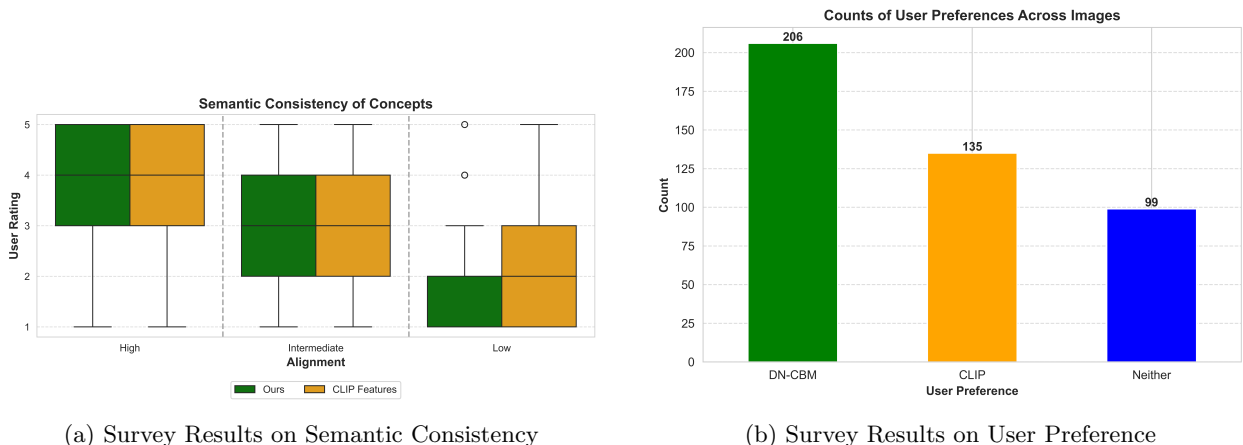 Semantic Consistency of Concepts
User Rating
5
4
3
2
1
High
Intermediate
Low
Alignment
Ours
CLIP Features
(a) Survey Results on Semantic Consistency
Counts of User Preferences Across Images
Count
200
175
150
125
100
75
50
25
0
206
135
99
DN-CBM
CLIP
Neither
User Preference
(b) Survey Results on User Preference